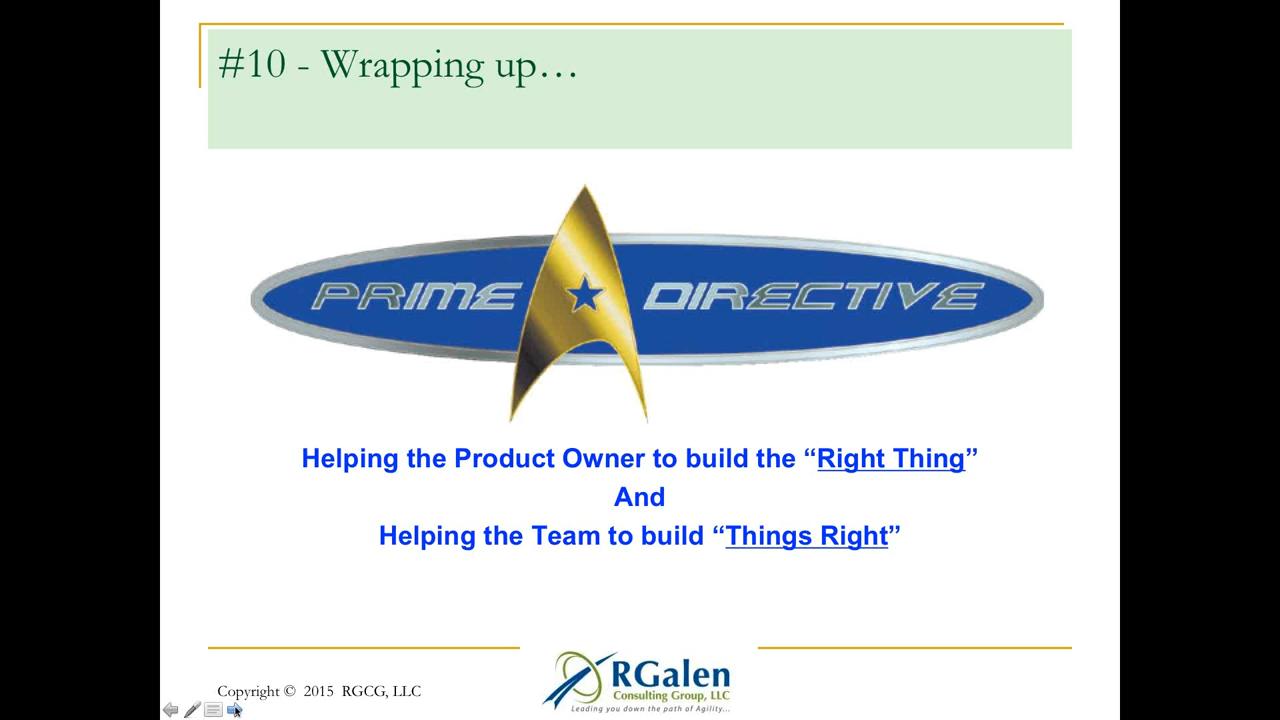 #10 - Wrapping up…
PRIME DIRECTIVE
Helping the Product Owner to build the “Right Thing”
And
Helping the Team to build “Things Right”
RGalen
Consulting Group, LLC
Leading you down the path of Agility...
Copyright © 2015 RGCG, LLC